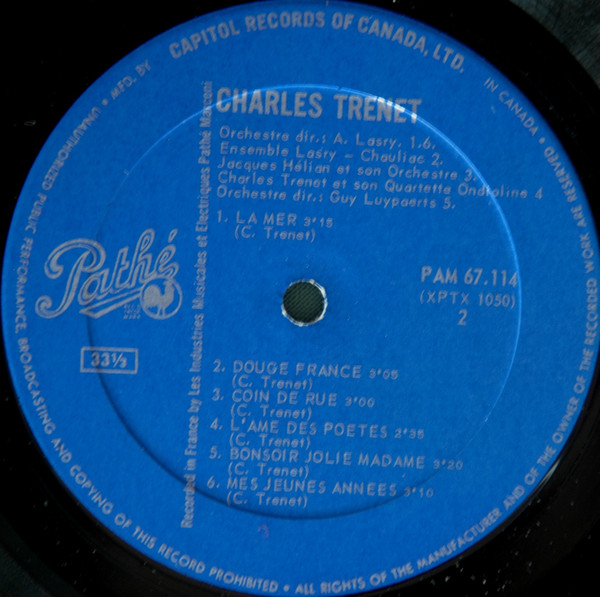 MFD. BY CAPITOL RECORDS OF CANADA, LTD. IN CANADA • ALL RIGHTS OF THE MANUFACTURER AND OF THE OWNER OF THE RECORDED WORK ARE RESERVED
UNAUTHORIZED PUBLIC PERFORMANCE, BROADCASTING AND COPYING OF THIS RECORD PROHIBITED •
CHARLES TRENET
Orchestre dir.: A. Lasry. 1.6.
Ensemble Lasry – Chauliac 2.
Jacques Hélian et son Orchestre 3.
Charles Trenet et son Quartette Ondioline 4
Orchestre dir.: Guy Luypaerts 5.
1. LA MER 3'15
(C. Trenet)
Pathé
33⅓
Recorded in France by Les Industries Musicales et Electriques Pathé Marconi
PAM 67.114
(XPTX 1050)
2
2. DOUGE FRANCE 3'05
(C. Trenet)
3. COIN DE RUE 3'00
(C. Trenet)
4. L'AME DES POETES 2'35
(C. Trenet)
5. BONSOIR JOLIE MADAME 3'20
(C. Trenet)
6. MES JEUNES ANNEES 3'10
(C. Trenet)